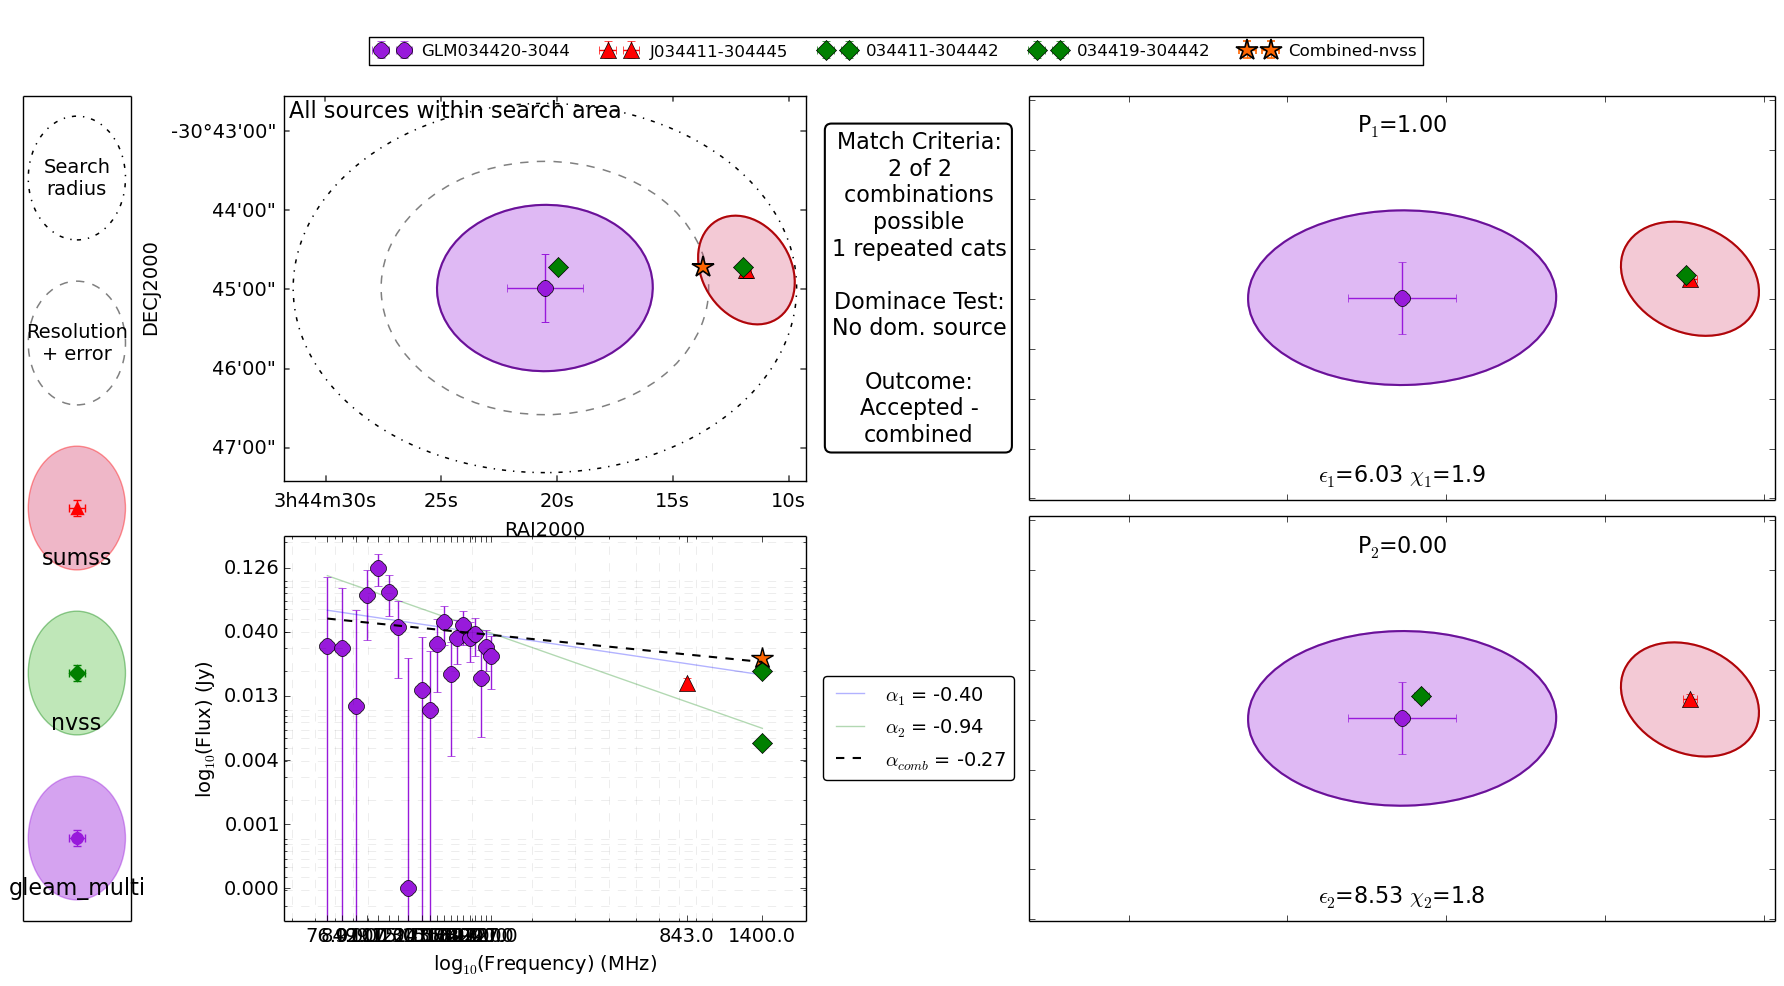 GLM034420-3044 J034411-304445 034411-304442 034419-304442 Combined-nvss
Search
radius
Resolution
+ error
sumss
nvss
gleam_multi
All sources within search area
DECJ2000
-30°43'00"
44'00"
45'00"
46'00"
47'00"
3h44m30s 25s 20s 15s 10s
RAJ2000
Match Criteria:
2 of 2
combinations
possible
1 repeated cats
Dominace Test:
No dom. source
Outcome:
Accepted -
combined
P₁=1.00
ϵ₁=6.03 χ₁=1.9
log₁₀(Flux) (Jy)
0.126
0.040
0.013
0.004
0.001
0.000
843.0 1400.0
log₁₀(Frequency) (MHz)
α₁ = -0.40
α₂ = -0.94
α_comb = -0.27
P₂=0.00
ϵ₂=8.53 χ₂=1.8